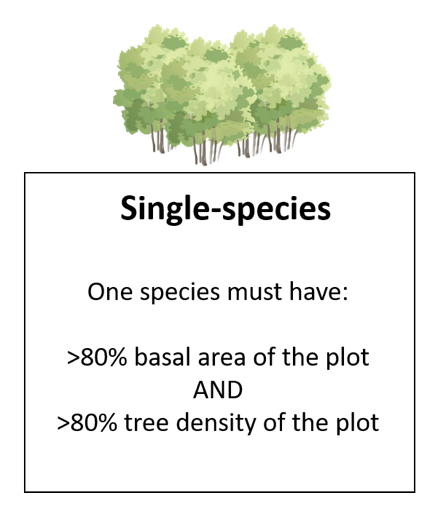 Single-species
One species must have:
>80% basal area of the plot
AND
>80% tree density of the plot